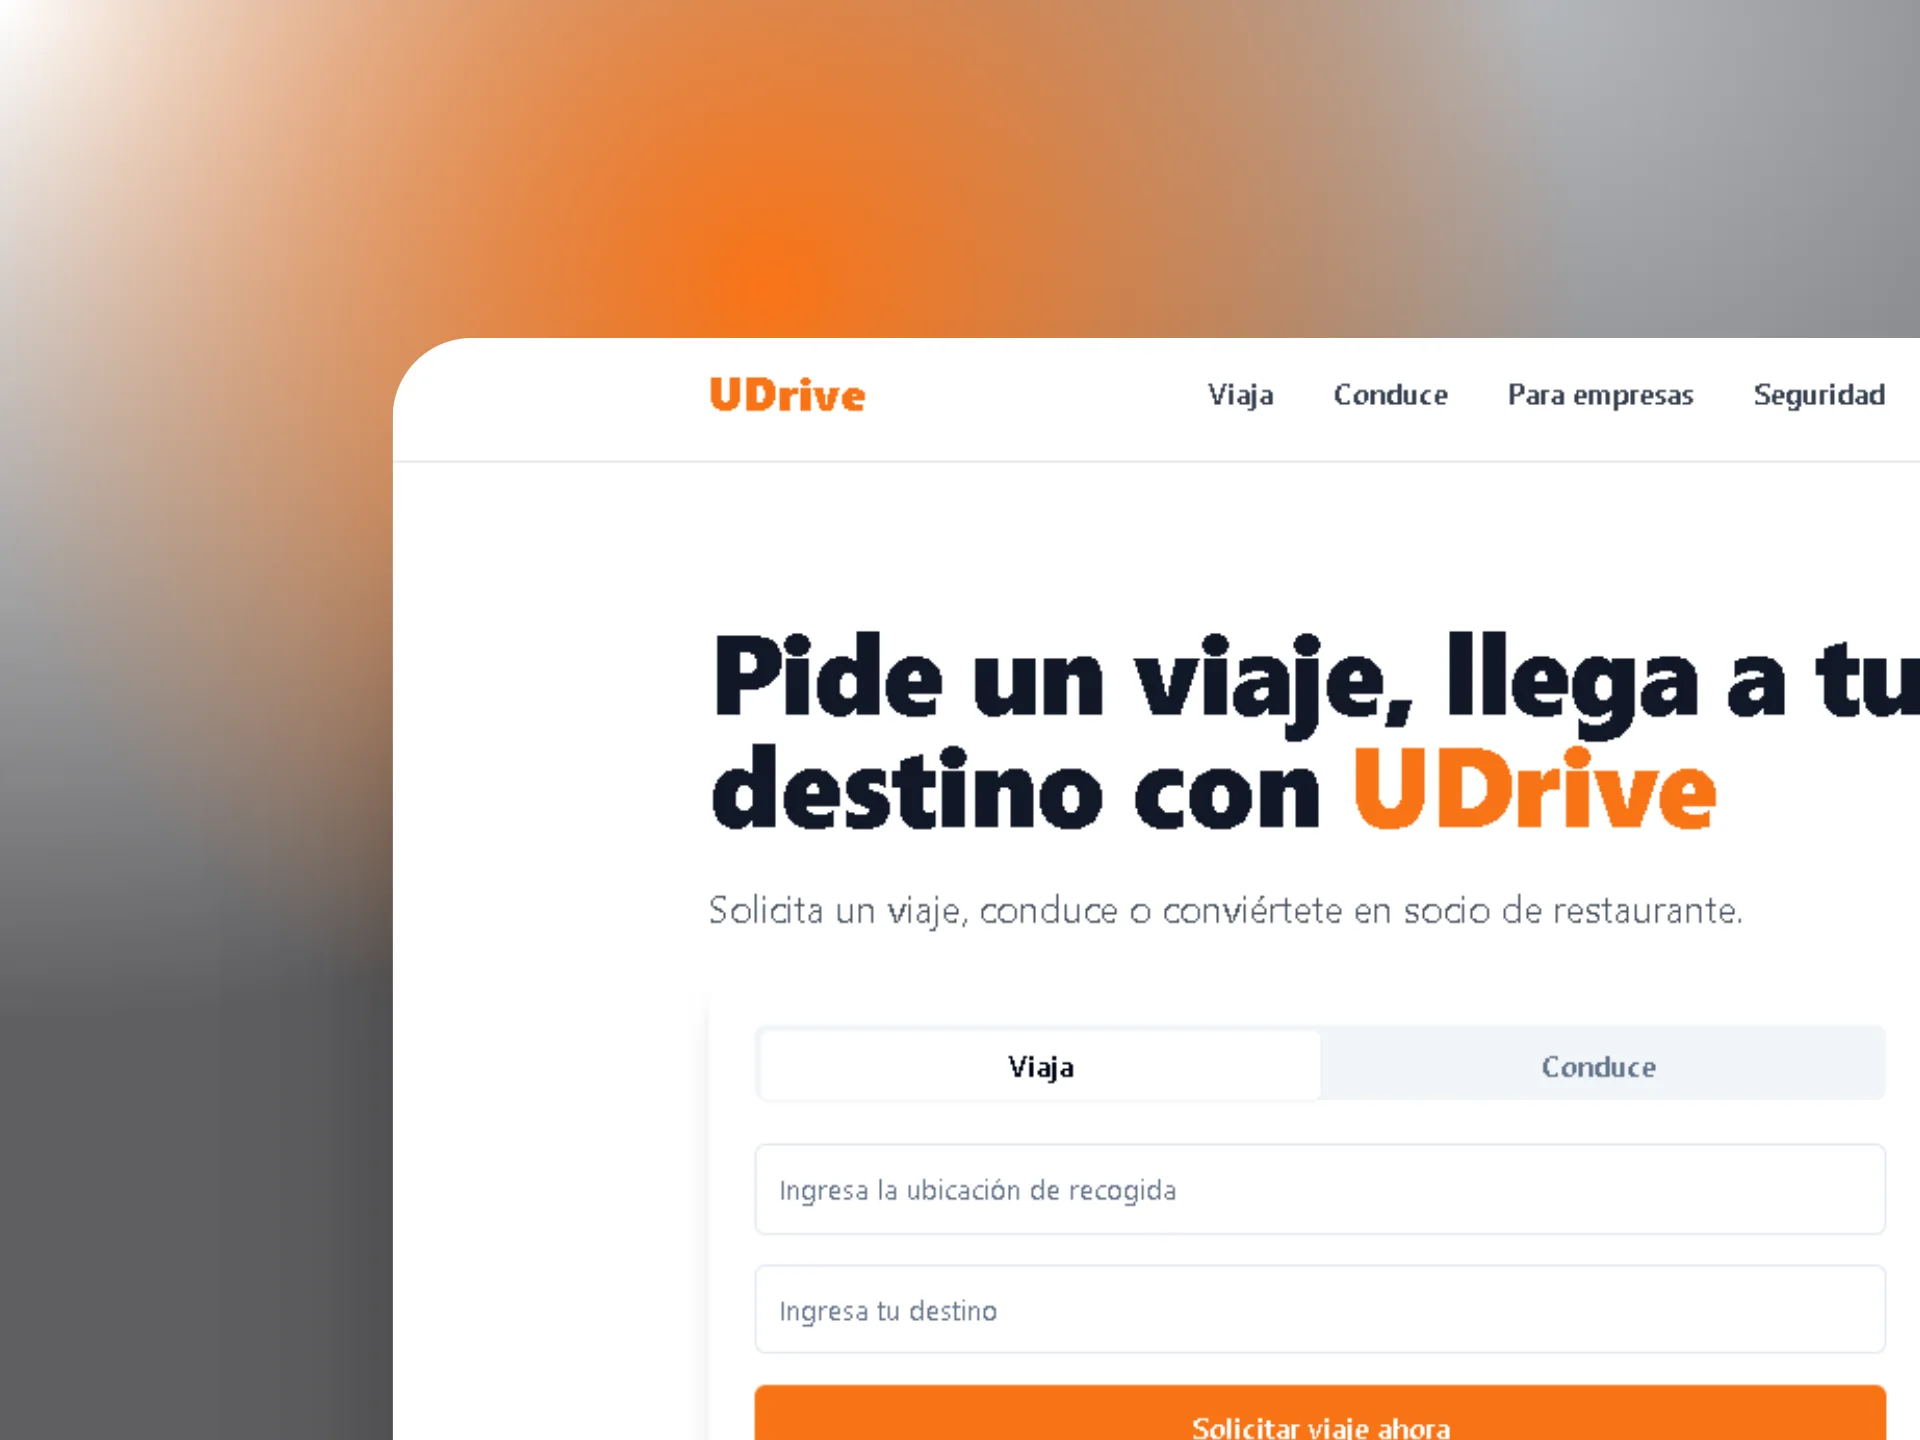 UDrive
Viaja Conduce Para empresas Seguridad
Pide un viaje, llega a tu
destino con UDrive
Solicita un viaje, conduce o conviértete en socio de restaurante.
Viaja Conduce
Ingresa la ubicación de recogida
Ingresa tu destino
Solicitar viaje ahora